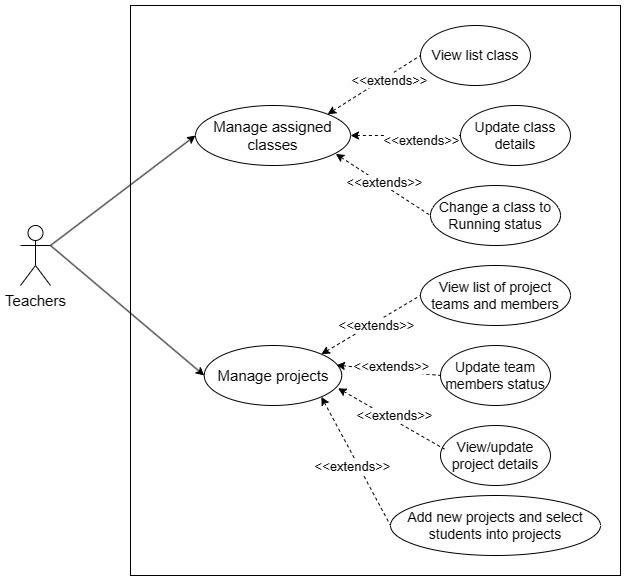 View list class
<<extends>>
Manage assigned
classes
<<extends>>
Update class
details
<<extends>>
Change a class to
Running status
Teachers
View list of project
teams and members
<<extends>>
Manage projects
<<extends>>
Update team
members status
<<extends>>
View/update
project details
<<extends>>
Add new projects and select
students into projects